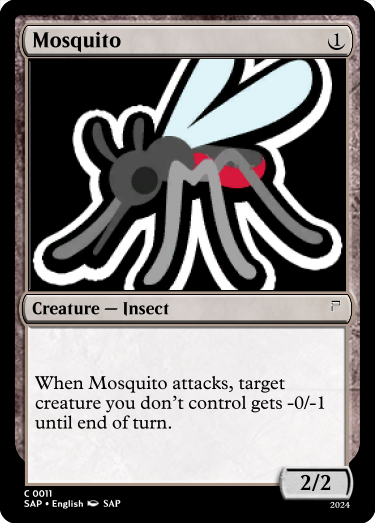 Mosquito 1
Creature — Insect
When Mosquito attacks, target
creature you don't control gets -0/-1
until end of turn.
2/2
C 0011
SAP • English SAP
2024